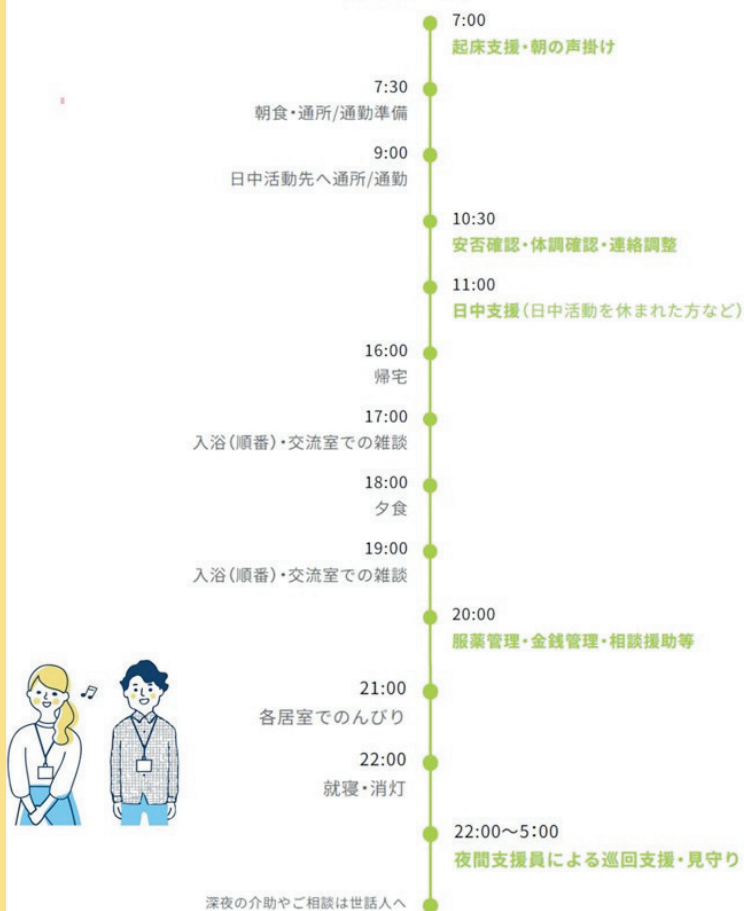 7:00
起床支援・朝の声掛け
7:30
朝食・通所/通勤準備
9:00
日中活動先へ通所/通勤
10:30
安否確認・体調確認・連絡調整
11:00
日中支援(日中活動を休まれた方など)
16:00
帰宅
17:00
入浴(順番)・交流室での雑談
18:00
夕食
19:00
入浴(順番)・交流室での雑談
20:00
服薬管理・金銭管理・相談援助等
21:00
各居室でのんびり
22:00
就寝・消灯
22:00～5:00
夜間支援員による巡回支援・見守り
深夜の介助やご相談は世話人へ